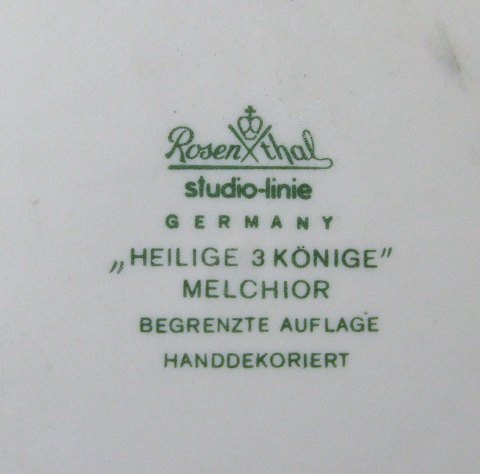 Rosenthal
studio-linie
GERMANY
„HEILIGE 3 KÖNIGE”
MELCHIOR
BEGRENZTE AUFLAGE
HANDDEKORIERT